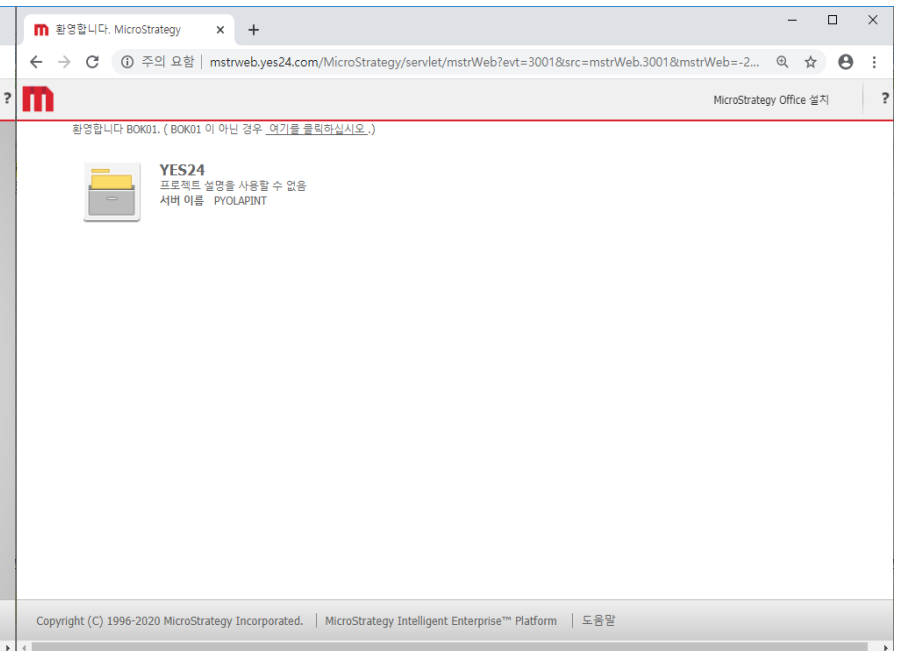 환영합니다. MicroStrategy
주의 요함 | mstrweb.yes24.com/MicroStrategy/servlet/mstrWeb?evt=3001&src=mstrWeb.3001&mstrWeb=-2...
? MicroStrategy Office 설치 ?
환영합니다 BOK01. ( BOK01 이 아닌 경우 여기를 클릭하십시오 .)
YES24
프로젝트 설명을 사용할 수 없음
서버 이름 PYOLAPINT
Copyright (C) 1996-2020 MicroStrategy Incorporated. | MicroStrategy Intelligent Enterprise™ Platform | 도움말